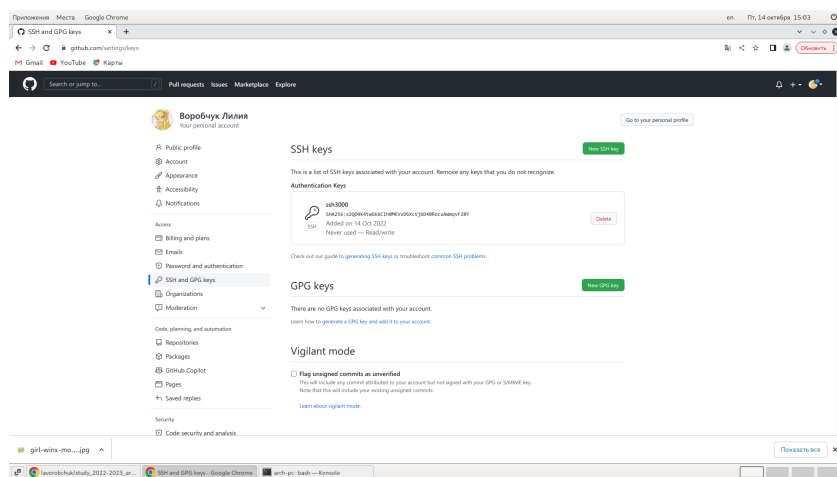 Приложения Места Google Chrome en Пт, 14 октября 15:03
SSH and GPG keys
github.com/settings/keys Обновить
Gmail YouTube Карты
Search or jump to... / Pull requests Issues Marketplace Explore
Воробчук Лилия
Your personal account
Go to your personal profile
Public profile
Account
Appearance
Accessibility
Notifications
Access
Billing and plans
Emails
Password and authentication
SSH and GPG keys
Organizations
Moderation
Code, planning, and automation
Repositories
Packages
GitHub Copilot
Pages
Saved replies
Security
Code security and analysis
SSH keys New SSH key
This is a list of SSH keys associated with your account. Remove any keys that you do not recognize.
Authentication Keys
ssh3000
Added on 14 Oct 2022
Never used — Read/write
SSH
Delete
Check out our guide to generating SSH keys or troubleshoot common SSH problems.
GPG keys New GPG key
There are no GPG keys associated with your account.
Learn how to generate a GPG key and add it to your account.
Vigilant mode
Flag unsigned commits as unverified
This will include any commit attributed to your account but not signed with your GPG or S/MIME key.
Note that this will include your existing unsigned commits.
Learn about vigilant mode.
girl-winx-mo....jpg Показать все
lavorobchuk/study_2022-2023_ar... SSH and GPG keys - Google Chrome arch-pc : bash — Konsole